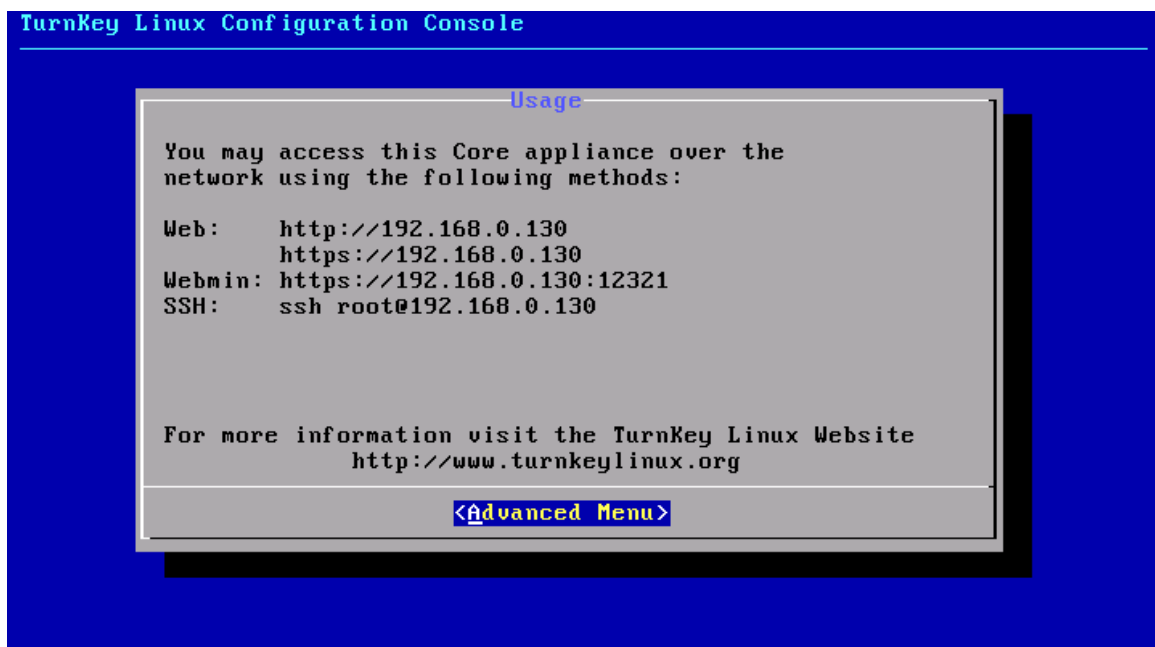 TurnKey Linux Configuration Console
Usage
You may access this Core appliance over the
network using the following methods:
Web: http://192.168.0.130
https://192.168.0.130
Webmin: https://192.168.0.130:12321
SSH: ssh root@192.168.0.130
For more information visit the TurnKey Linux Website
http://www.turnkeylinux.org
<Advanced Menu>